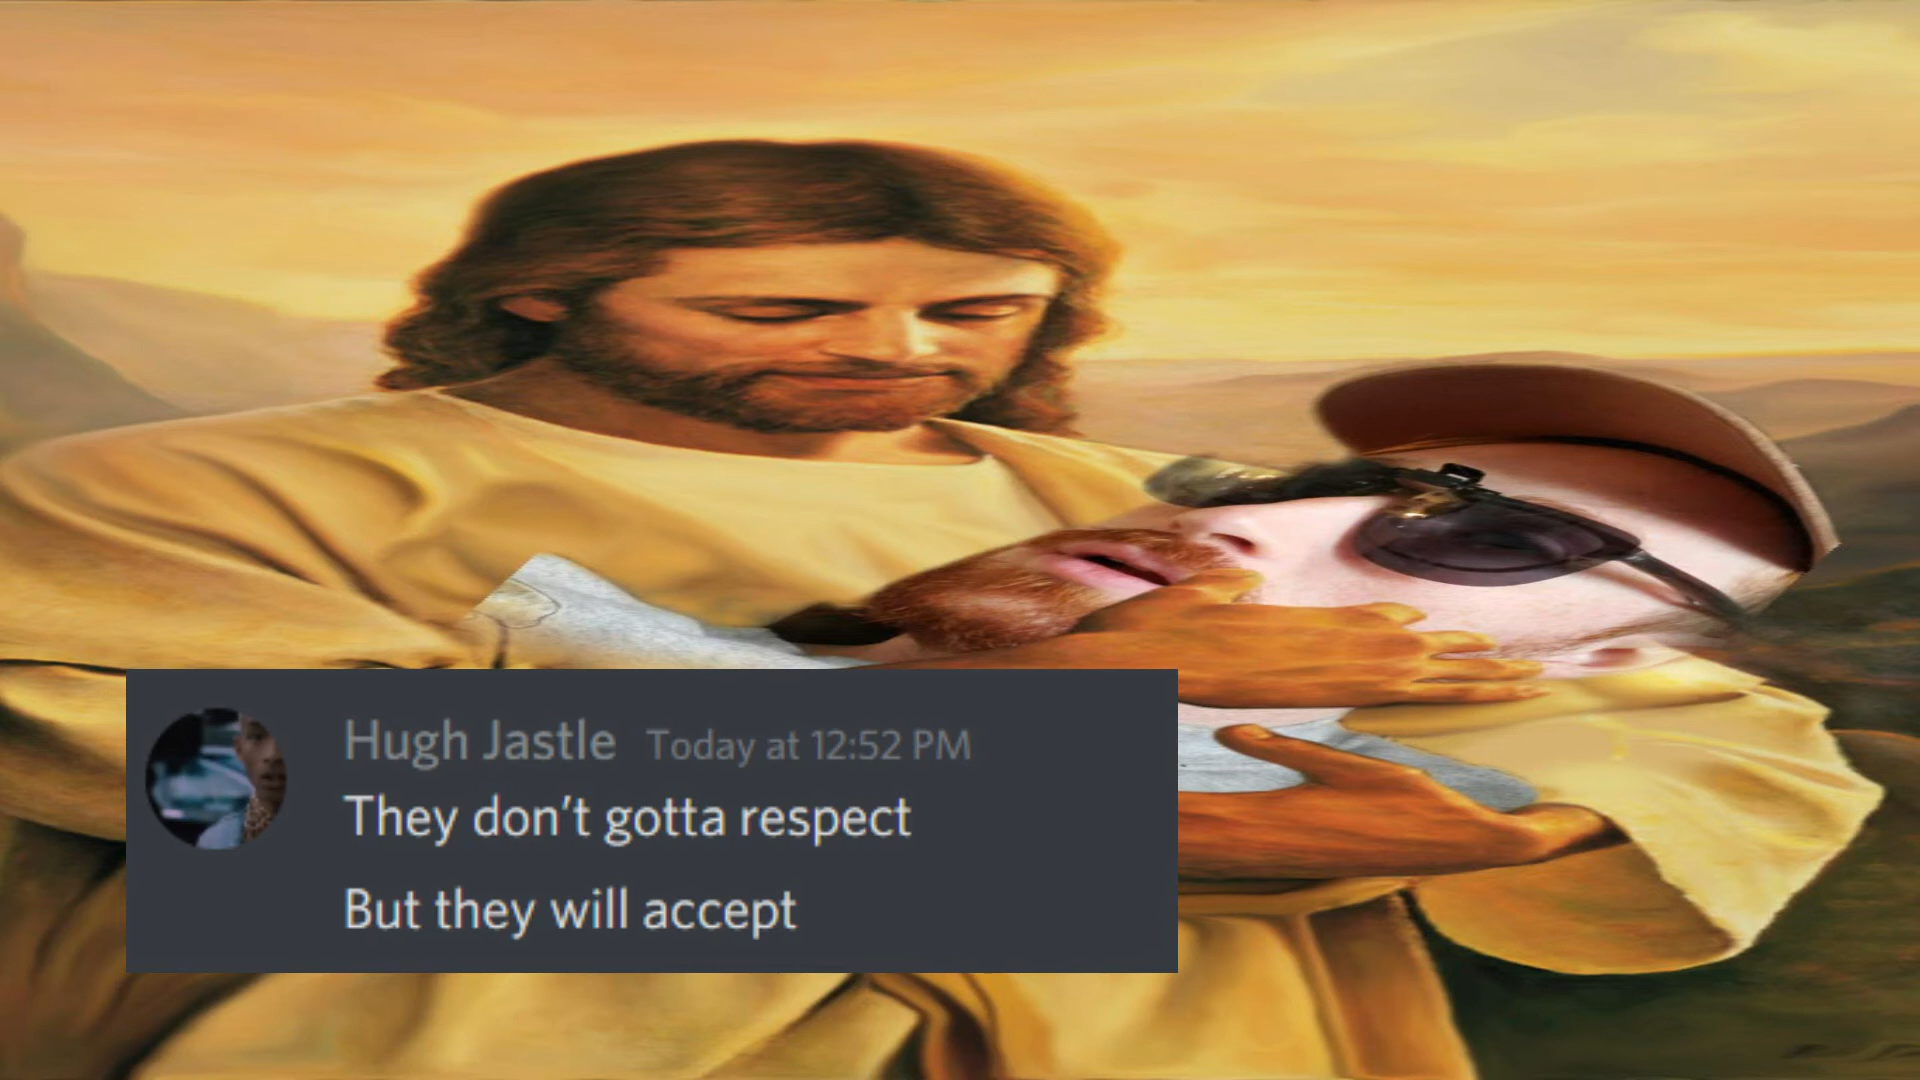 Hugh Jastle Today at 12:52 PM
They don't gotta respect
But they will accept